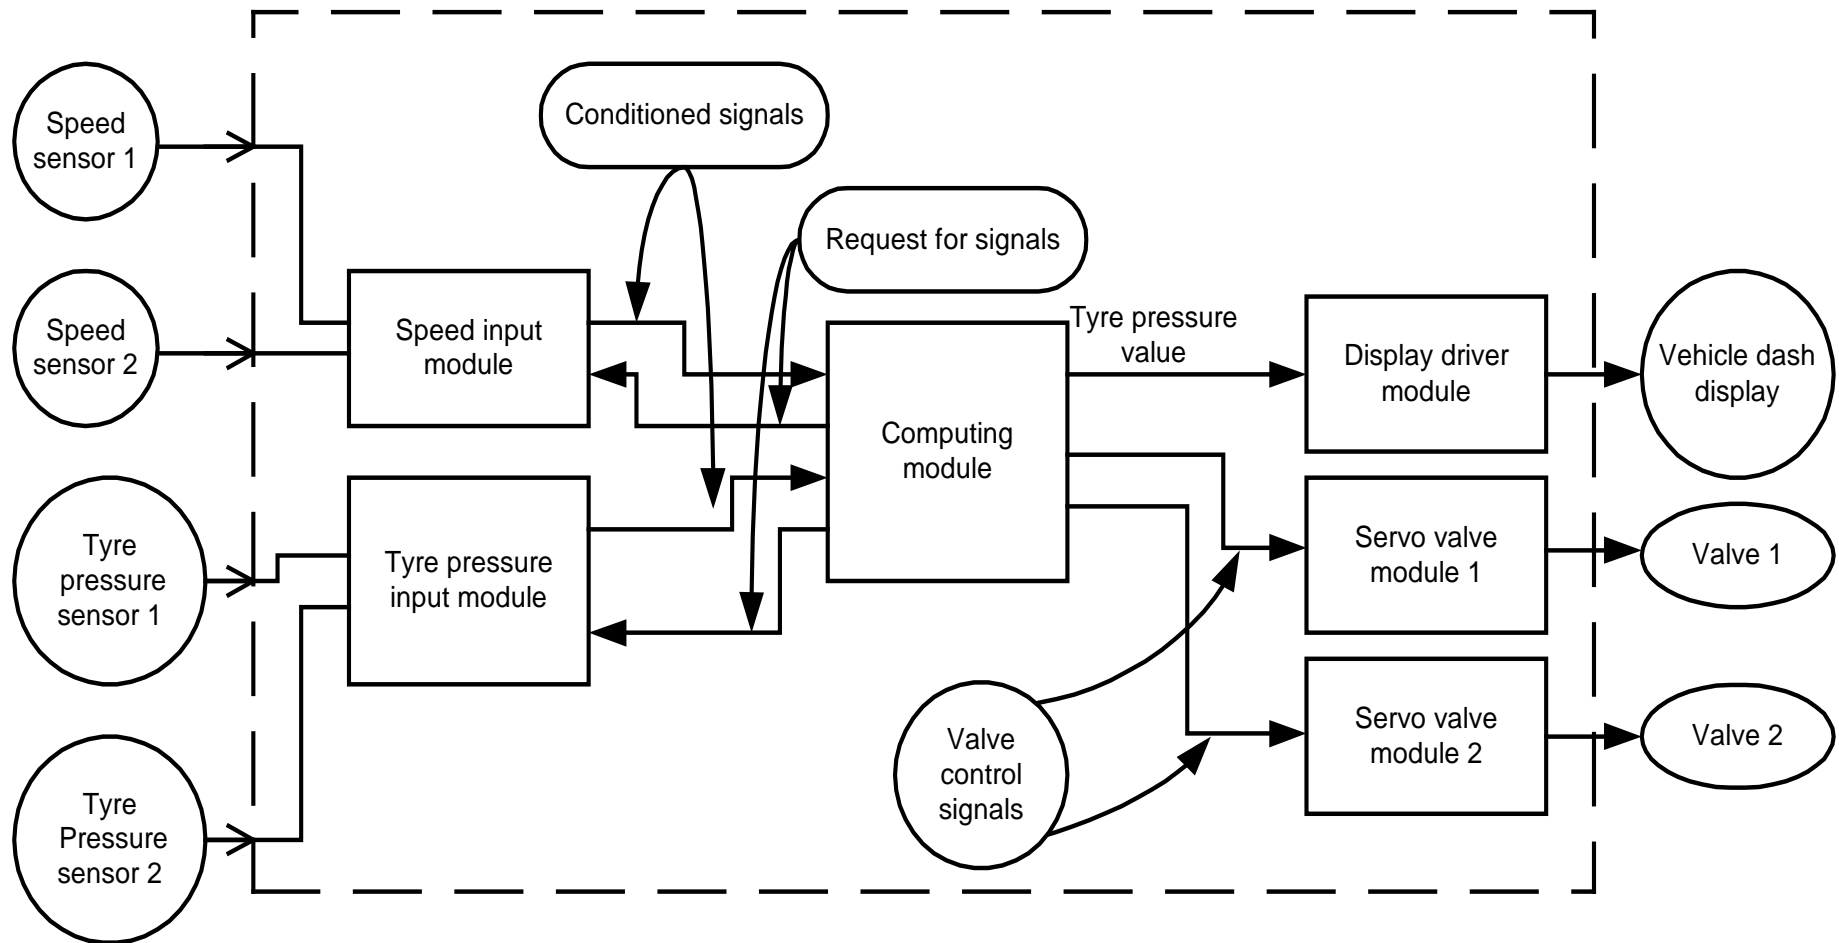 Speed
sensor 1
Conditioned signals
Request for signals
Speed
sensor 2
Speed input
module
Tyre pressure
value
Display driver
module
Vehicle dash
display
Computing
module
Tyre
pressure
sensor 1
Tyre pressure
input module
Servo valve
module 1
Valve 1
Tyre
Pressure
sensor 2
Valve
control
signals
Servo valve
module 2
Valve 2